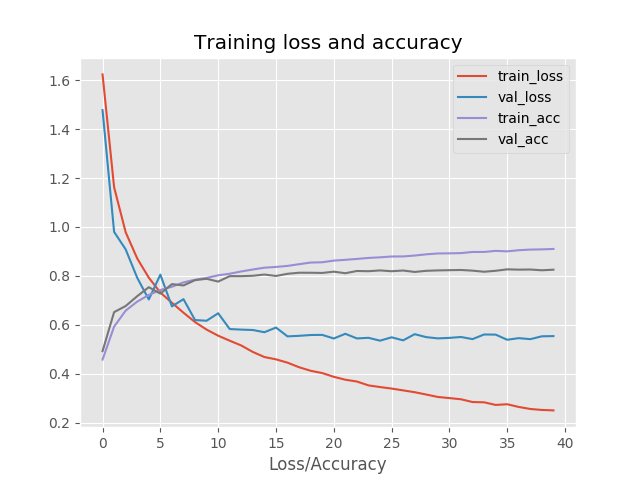 Training loss and accuracy
train_loss
val_loss
train_acc
val_acc
1.6
1.4
1.2
1.0
0.8
0.6
0.4
0.2
0 5 10 15 20 25 30 35 40
Loss/Accuracy